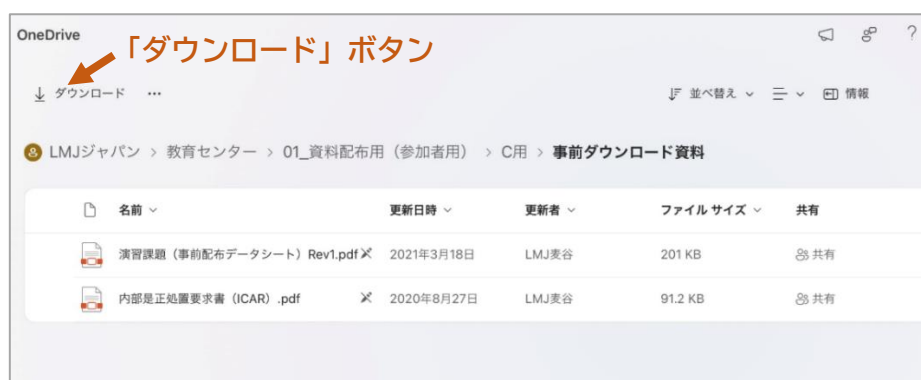 OneDrive
「ダウンロード」ボタン
?
ダウンロード ...
並べ替え
情報
LMJジャパン > 教育センター > 01_資料配布用（参加者用） > C用 > 事前ダウンロード資料
名前 更新日時 更新者 ファイル サイズ 共有
演習課題（事前配布データシート）Rev1.pdf 2021年3月18日 LMJ麦谷 201 KB 共有
内部是正処置要求書（ICAR）.pdf 2020年8月27日 LMJ麦谷 91.2 KB 共有